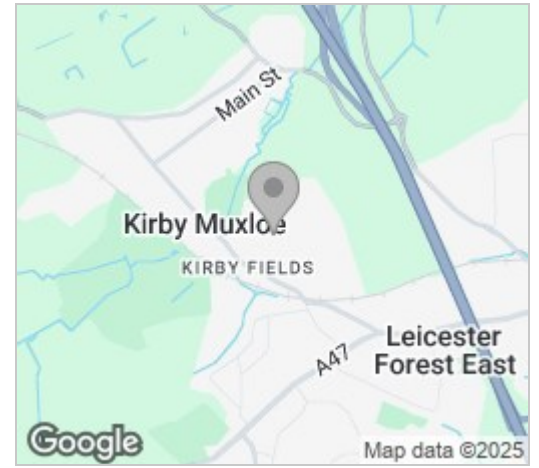 Main St
Kirby Muxloe
KIRBY FIELDS
Leicester
Forest East
A47
Google
Map data ©2025